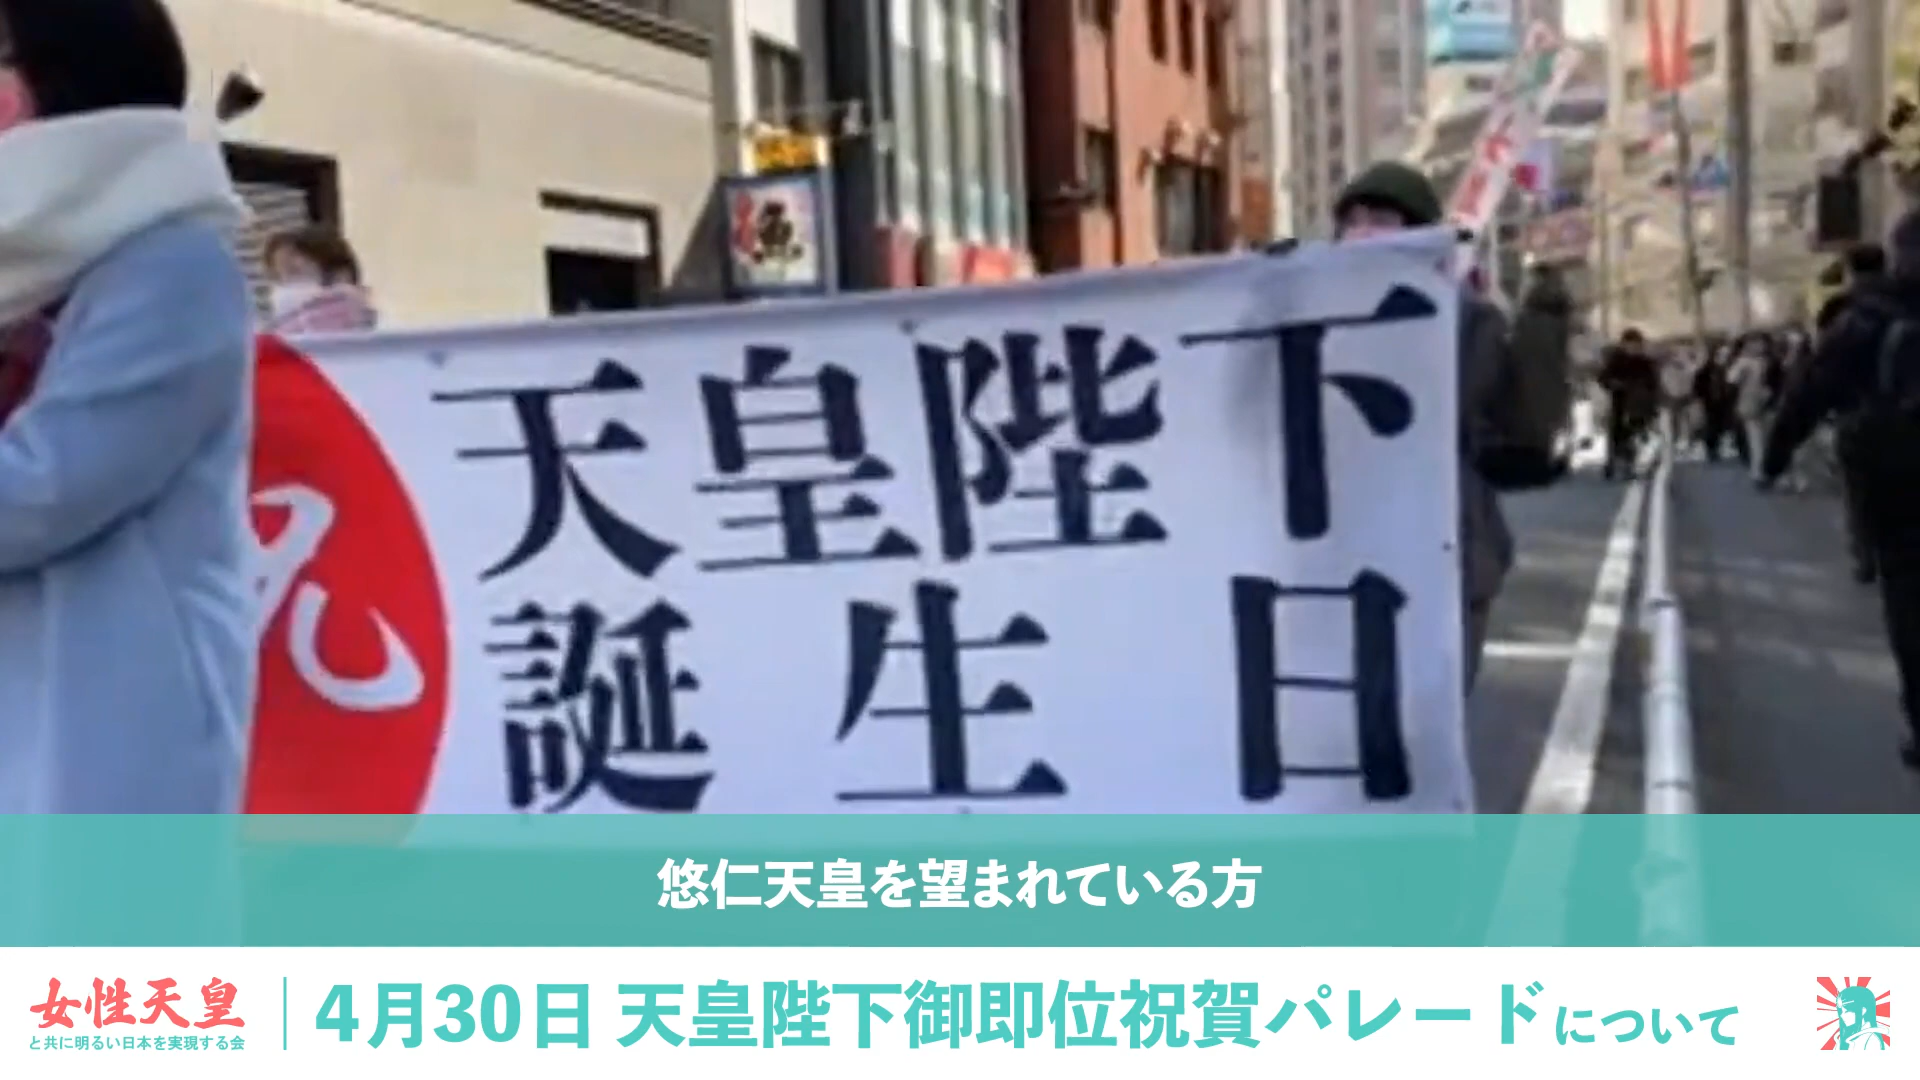 祝
天皇陛下
誕生日
悠仁天皇を望まれている方
女性天皇
と共に明るい日本を実現する会
4月30日 天皇陛下御即位祝賀パレードについて